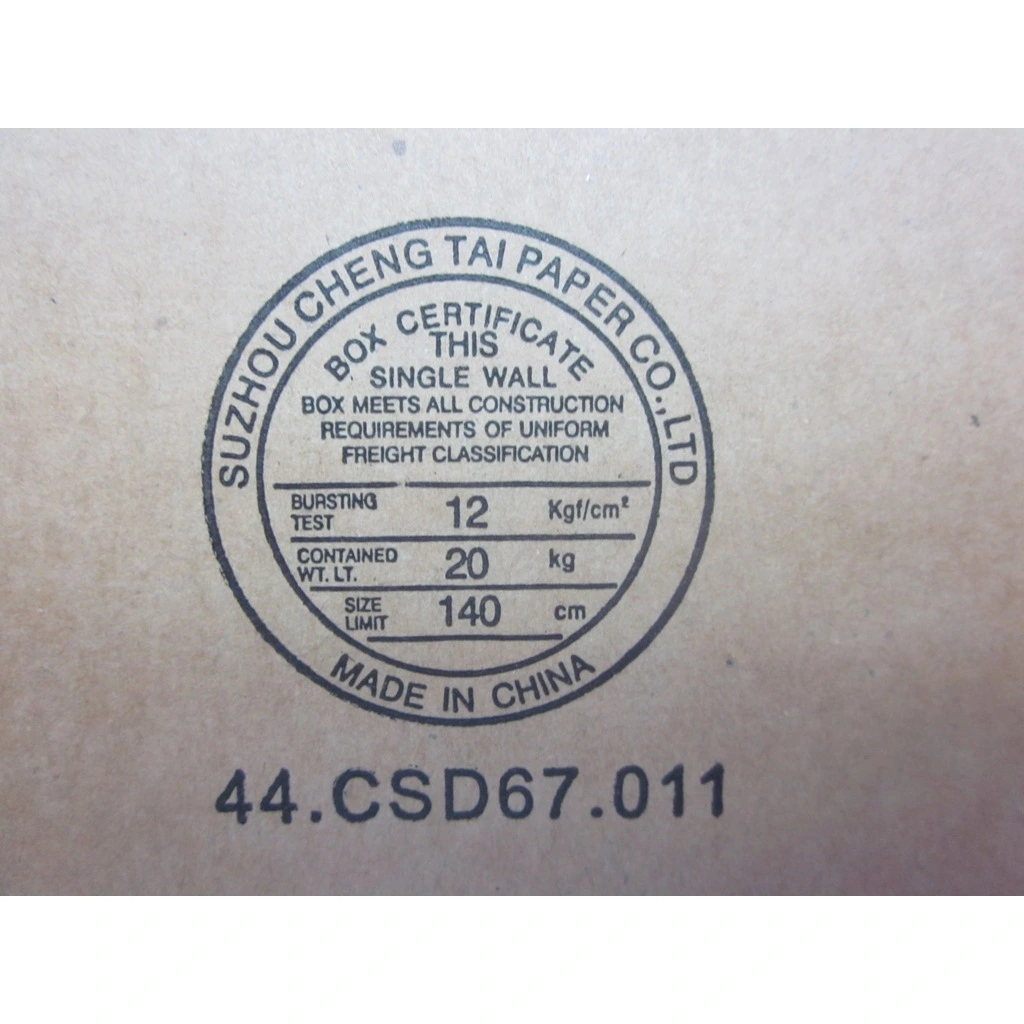 SUZHOU CHENG TAI PAPER CO.,LTD
BOX CERTIFICATE
THIS
SINGLE WALL
BOX MEETS ALL CONSTRUCTION
REQUIREMENTS OF UNIFORM
FREIGHT CLASSIFICATION
BURSTING TEST 12 Kgf/cm²
CONTAINED WT. LT. 20 kg
SIZE LIMIT 140 cm
MADE IN CHINA
44.CSD67.011